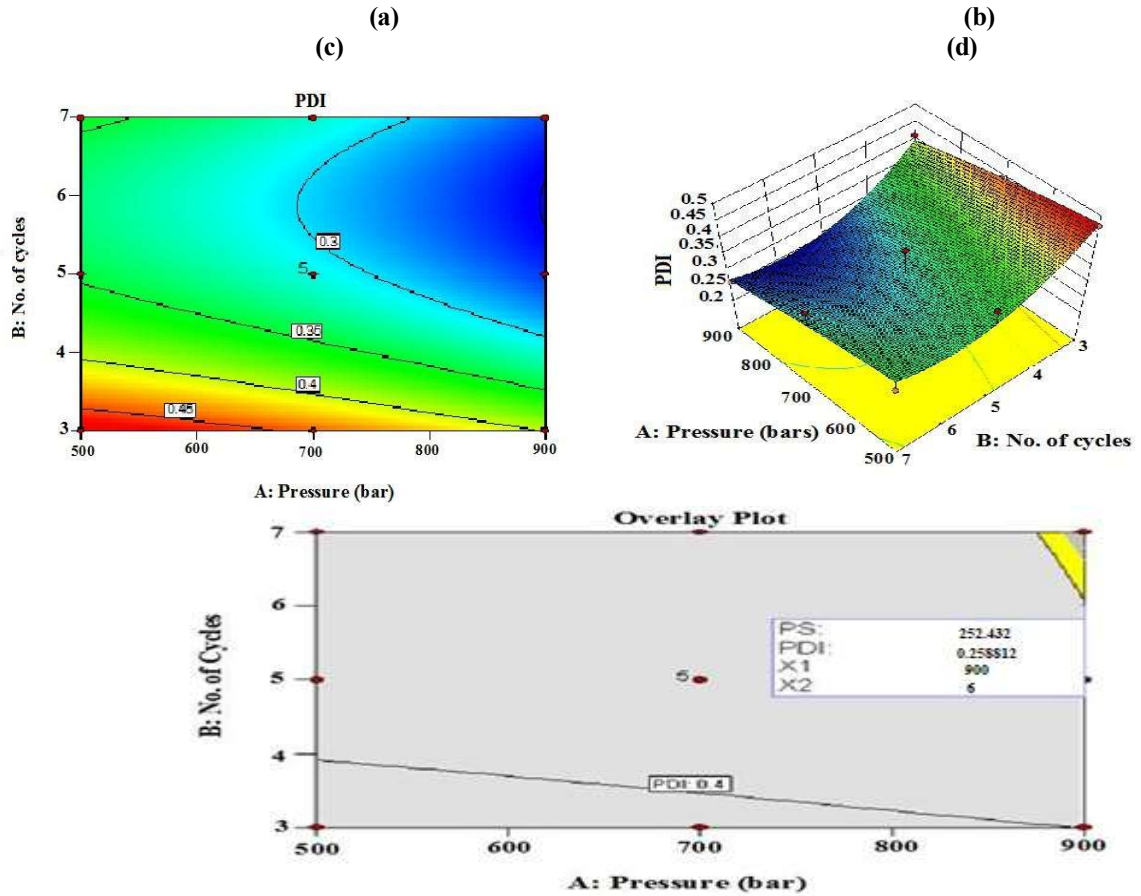 (a) (b)
(c) (d)
PDI
7
6
5
4
3
B: No. of cycles
0.3
5
0.35
0.4
0.45
500 600 700 800 900
A: Pressure (bar)
0.5
0.45
0.4
0.35
0.3
0.25
0.2
PDI
900
800
700
600
500
A: Pressure (bars)
3
4
5
6
7
B: No. of cycles
Overlay Plot
7
6
5
4
3
B: No. of Cycles
PS: 252.432
PDI: 0.258812
X1 900
X2 6
5
PDI: 0.4
500 600 700 800 900
A: Pressure (bar)